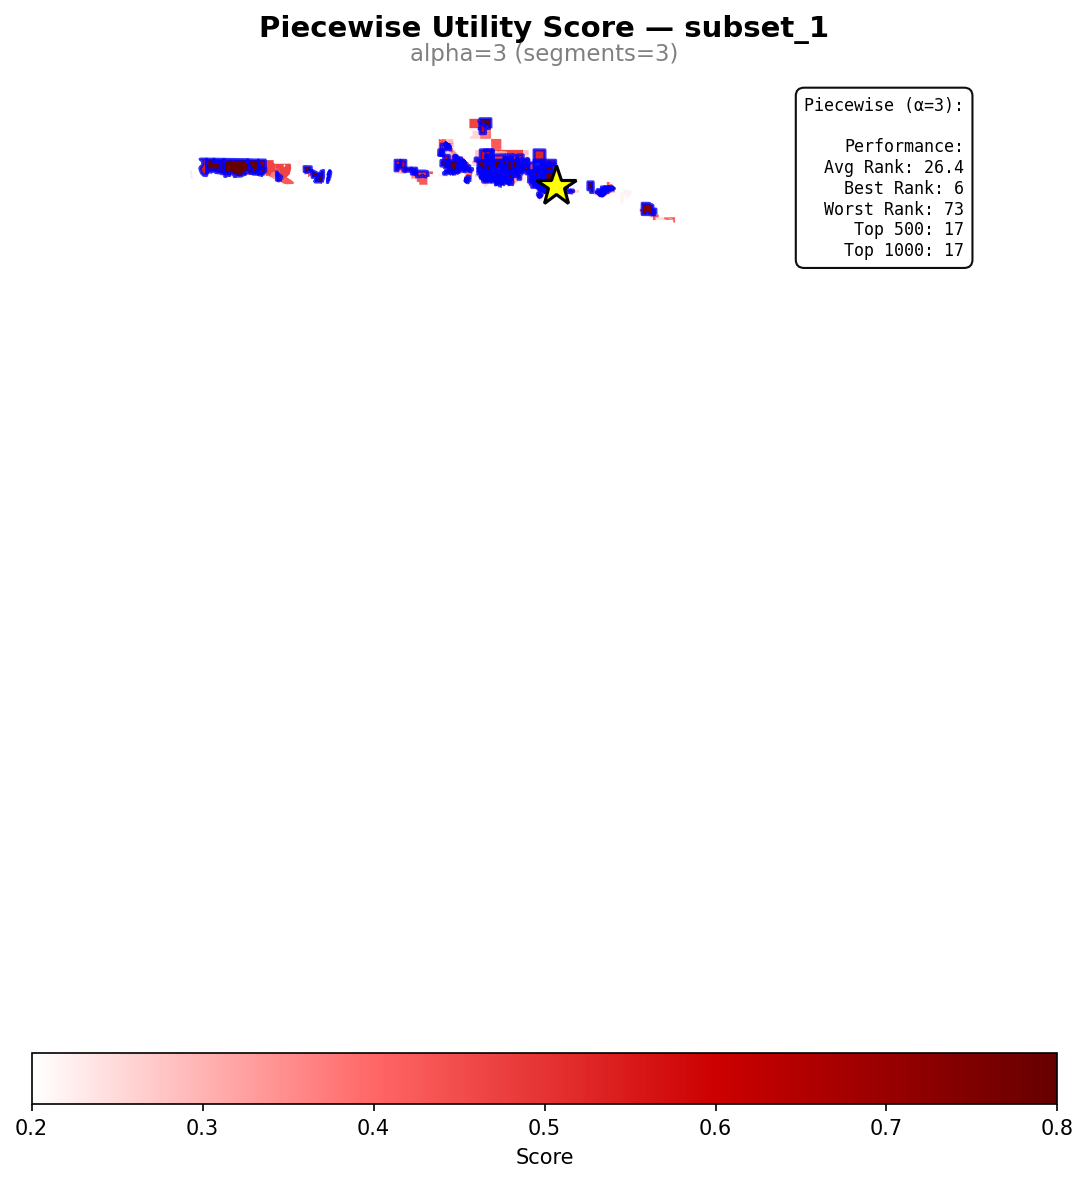 Piecewise Utility Score — subset_1
alpha=3 (segments=3)
Piecewise (α=3):
Performance:
Avg Rank: 26.4
Best Rank: 6
Worst Rank: 73
Top 500: 17
Top 1000: 17
0.2 0.3 0.4 0.5 0.6 0.7 0.8
Score